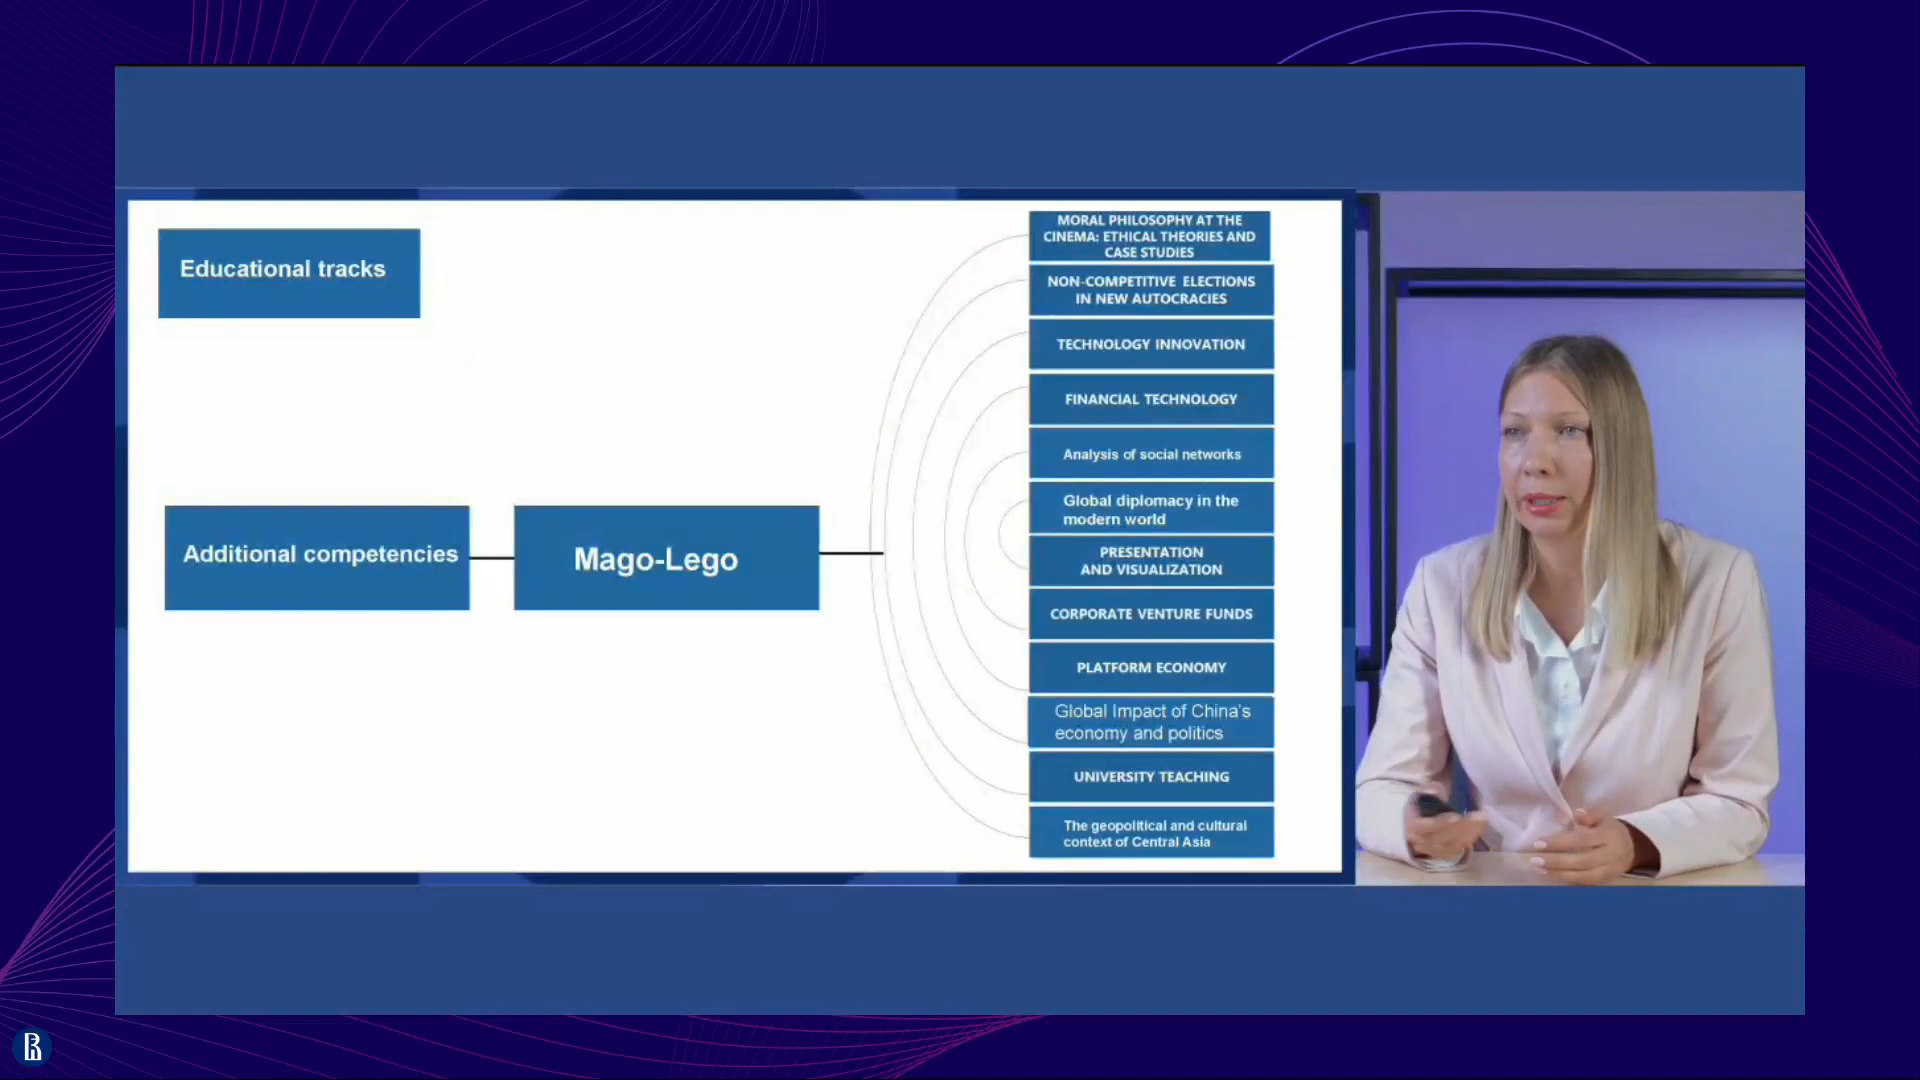 Educational tracks
Additional competencies
Mago-Lego
MORAL PHILOSOPHY AT THE
CINEMA: ETHICAL THEORIES AND
CASE STUDIES
NON-COMPETITIVE ELECTIONS
IN NEW AUTOCRACIES
TECHNOLOGY INNOVATION
FINANCIAL TECHNOLOGY
Analysis of social networks
Global diplomacy in the
modern world
PRESENTATION
AND VISUALIZATION
CORPORATE VENTURE FUNDS
PLATFORM ECONOMY
Global Impact of China's
economy and politics
UNIVERSITY TEACHING
The geopolitical and cultural
context of Central Asia